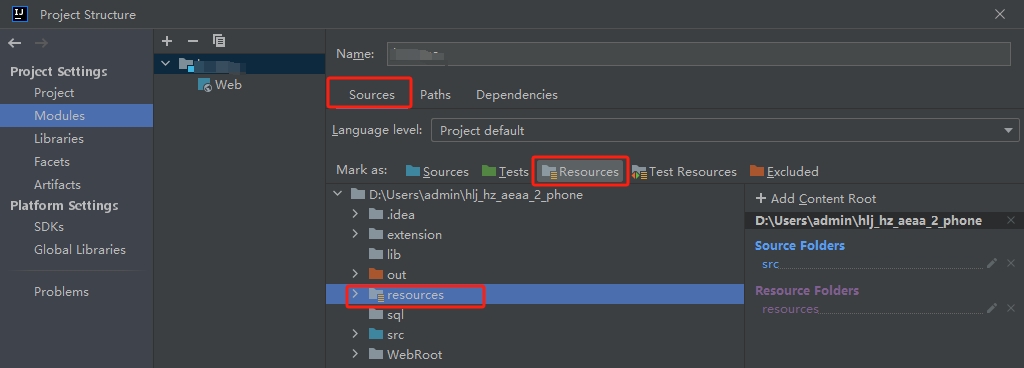 Project Structure
Project Settings
Project
Modules
Libraries
Facets
Artifacts
Platform Settings
SDKs
Global Libraries
Problems
Web
Name:
Sources Paths Dependencies
Language level: Project default
Mark as: Sources Tests Resources Test Resources Excluded
D:\Users\admin\hlj_hz_aeaa_2_phone
.idea
extension
lib
out
resources
sql
src
WebRoot
+ Add Content Root
D:\Users\admin\hlj_hz_aeaa_2_phone
Source Folders
src
Resource Folders
resources